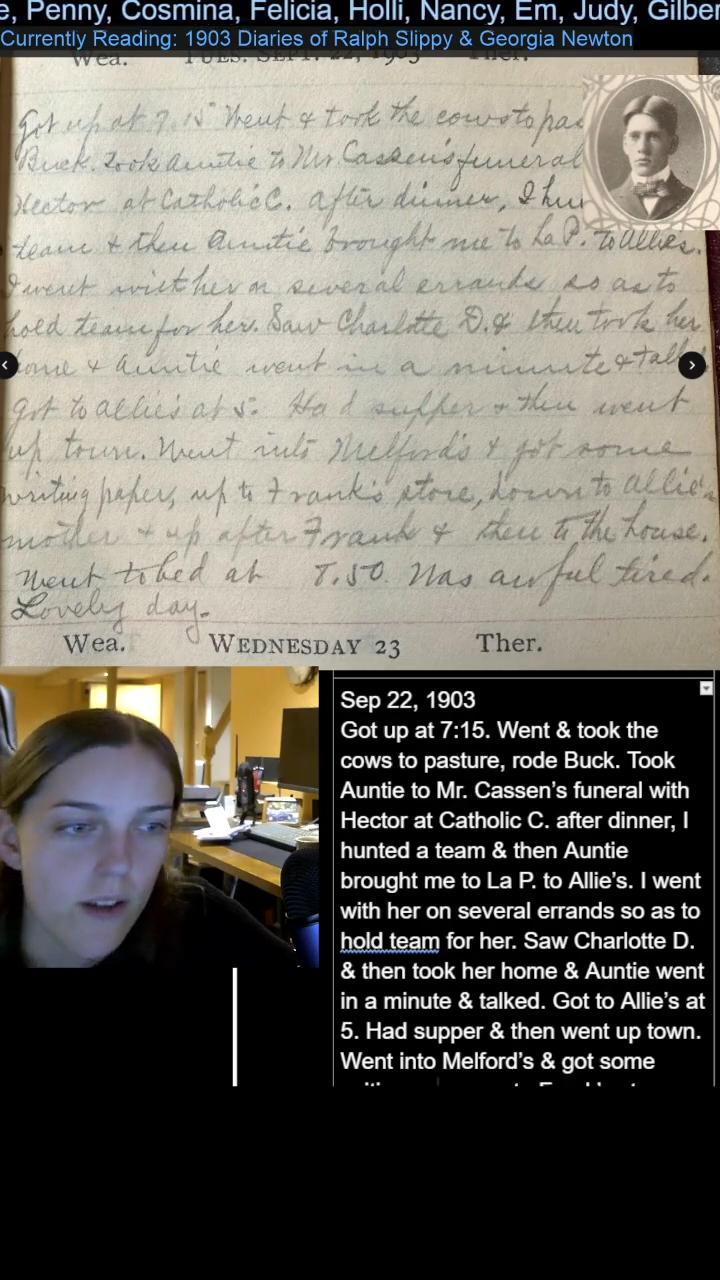 e, Penny, Cosmina, Felicia, Holli, Nancy, Em, Judy, Gilber
Currently Reading: 1903 Diaries of Ralph Slippy & Georgia Newton
Wea. TUES. SEPT. 22, 1903 Ther.
Got up at 7.15 Went & took the cows to pas
Buck. Took Auntie to Mr. Cassen's funeral
Hector at Catholic C. after dinner, I hu
team & then Auntie brought me to La P. to Allie's.
I went with her on several errands so as to
hold team for her. Saw Charlotte D. & then took her
home & Auntie went in a minute & talk
Got to Allie's at 5. Had supper & then went
up town. Went into Melford's & got some
writing paper, up to Frank's store, down to Allie's
mother & up after Frank & then to the house.
Went to bed at 8.50. Was awful tired.
Lovely day.
Wea. WEDNESDAY 23 Ther.
Sep 22, 1903
Got up at 7:15. Went & took the
cows to pasture, rode Buck. Took
Auntie to Mr. Cassen's funeral with
Hector at Catholic C. after dinner, I
hunted a team & then Auntie
brought me to La P. to Allie's. I went
with her on several errands so as to
hold team for her. Saw Charlotte D.
& then took her home & Auntie went
in a minute & talked. Got to Allie's at
5. Had supper & then went up town.
Went into Melford's & got some